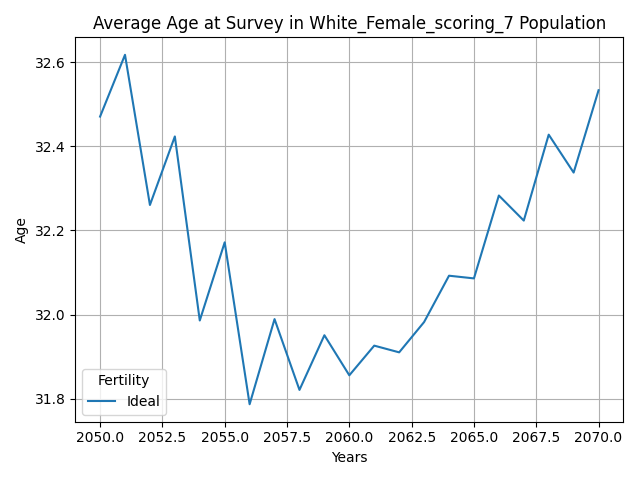 Average Age at Survey in White_Female_scoring_7 Population
32.6
32.4
32.2
32.0
31.8
Age
Fertility
Ideal
2050.0 2052.5 2055.0 2057.5 2060.0 2062.5 2065.0 2067.5 2070.0
Years